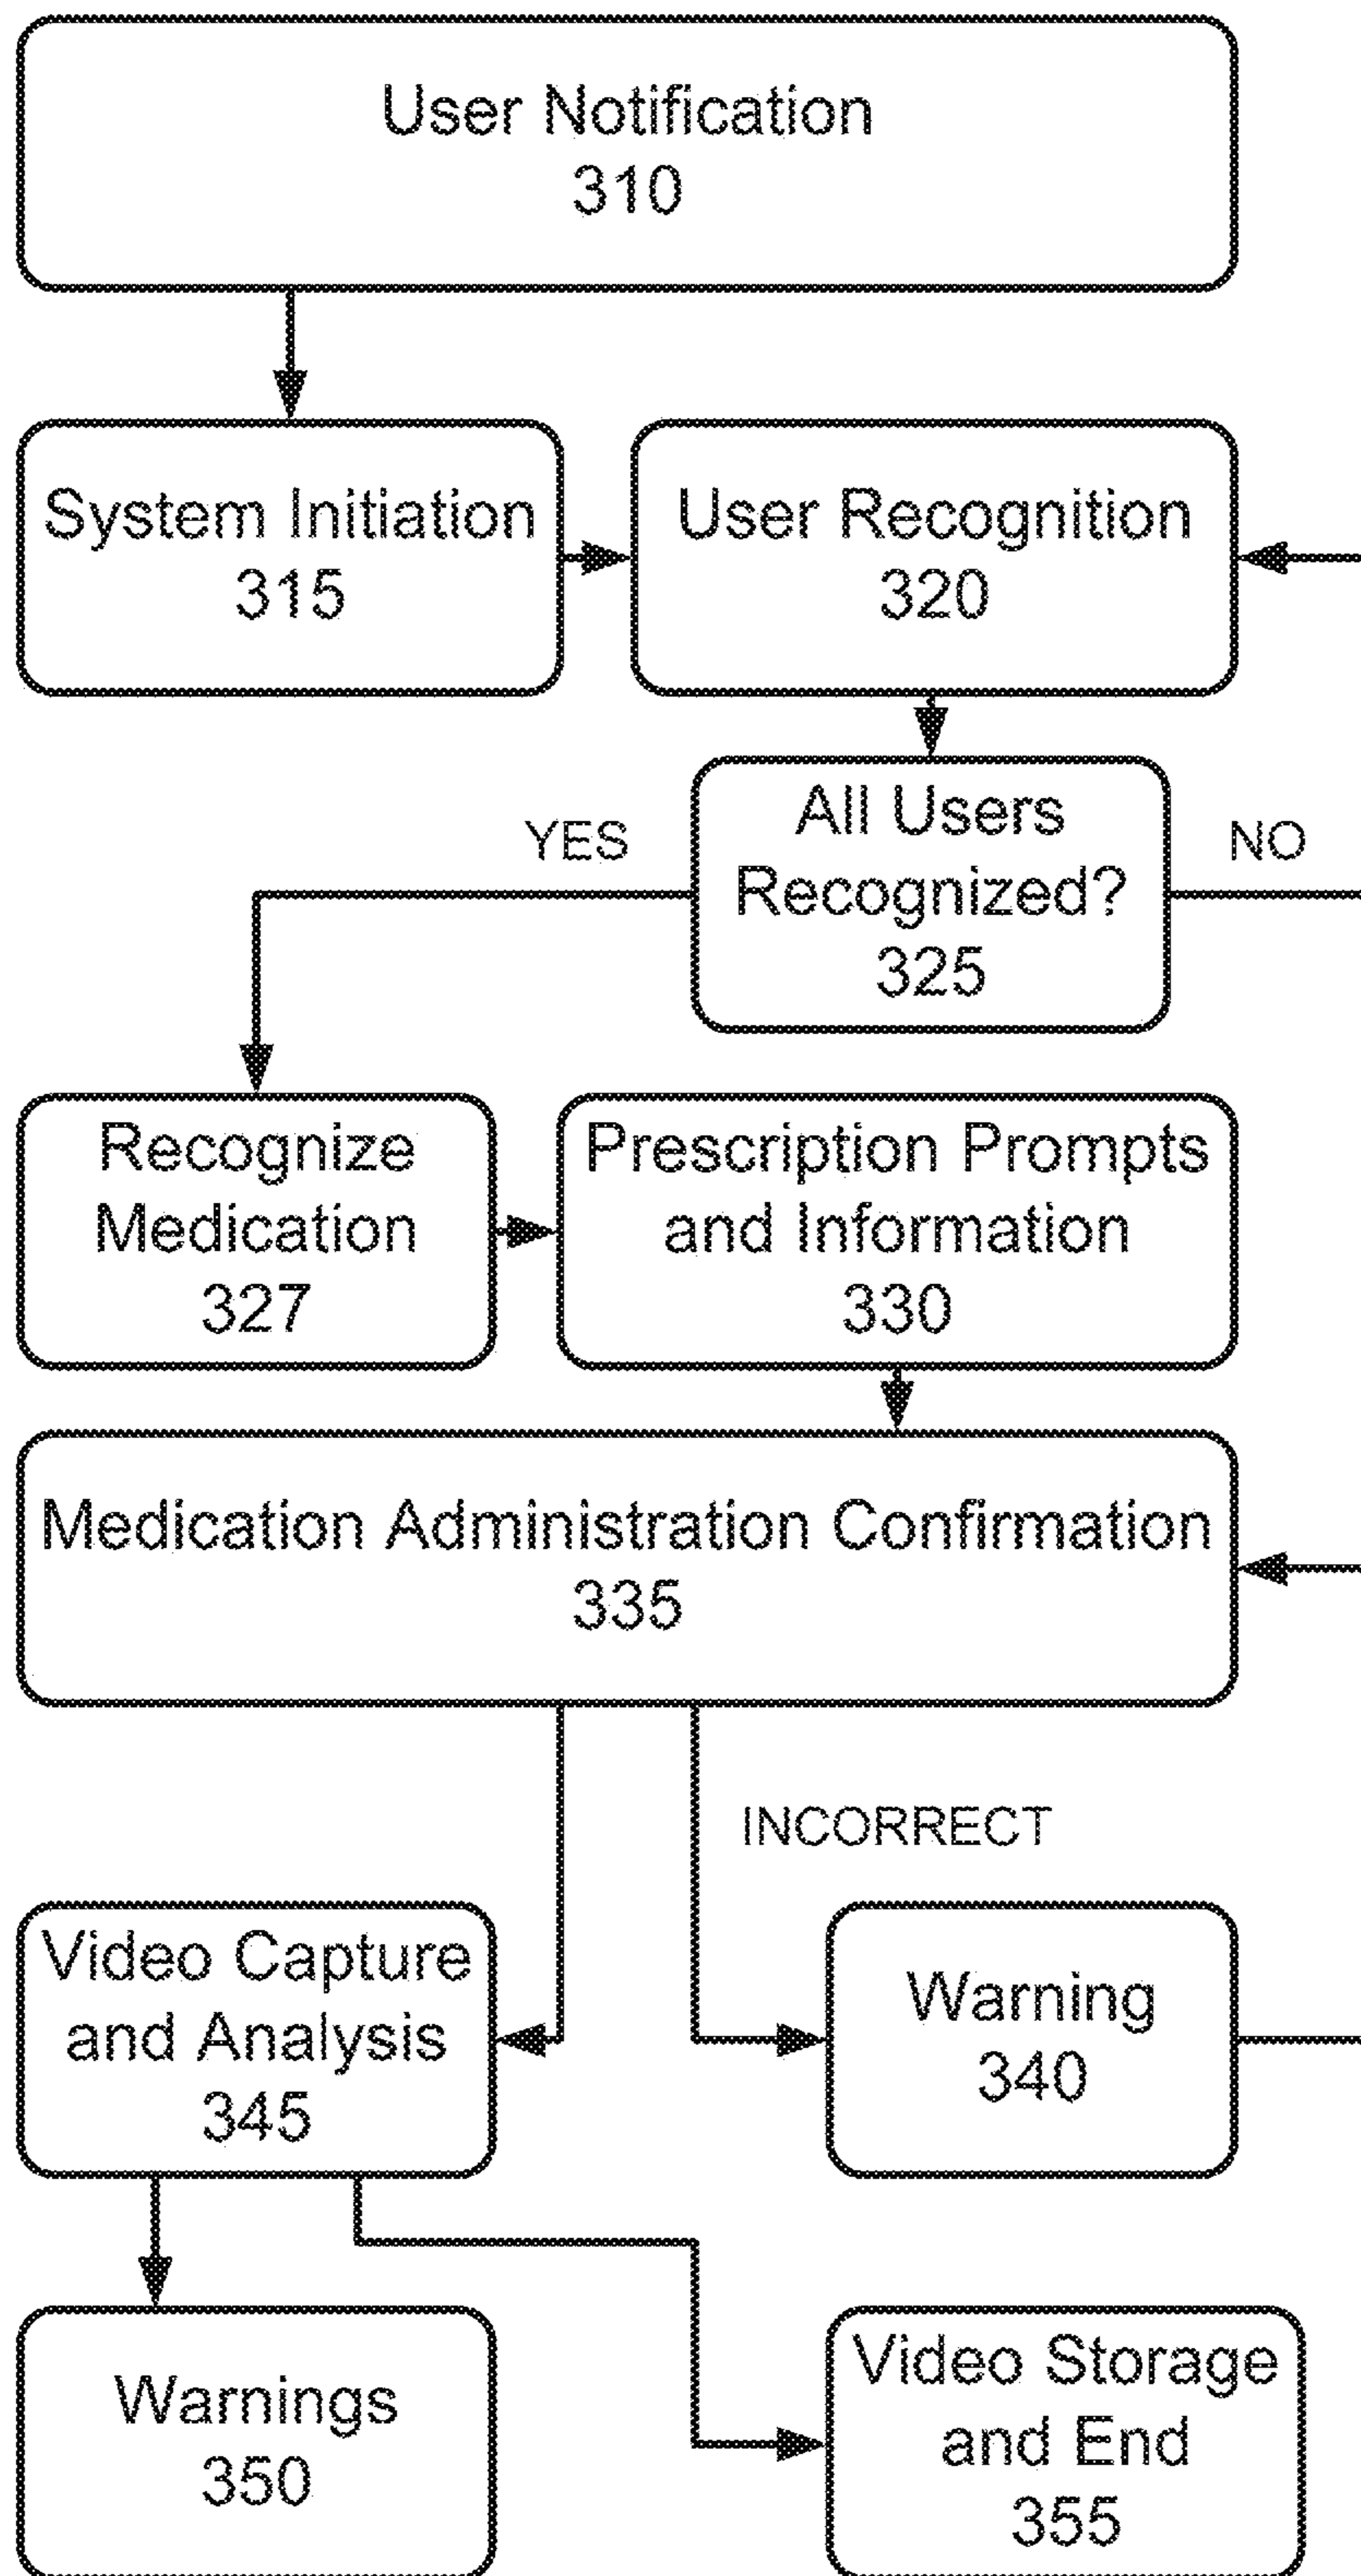 User Notification
310
System Initiation
315
User Recognition
320
YES
All Users
Recognized?
325
NO
Recognize
Medication
327
Prescription Prompts
and Information
330
Medication Administration Confirmation
335
INCORRECT
Video Capture
and Analysis
345
Warning
340
Warnings
350
Video Storage
and End
355